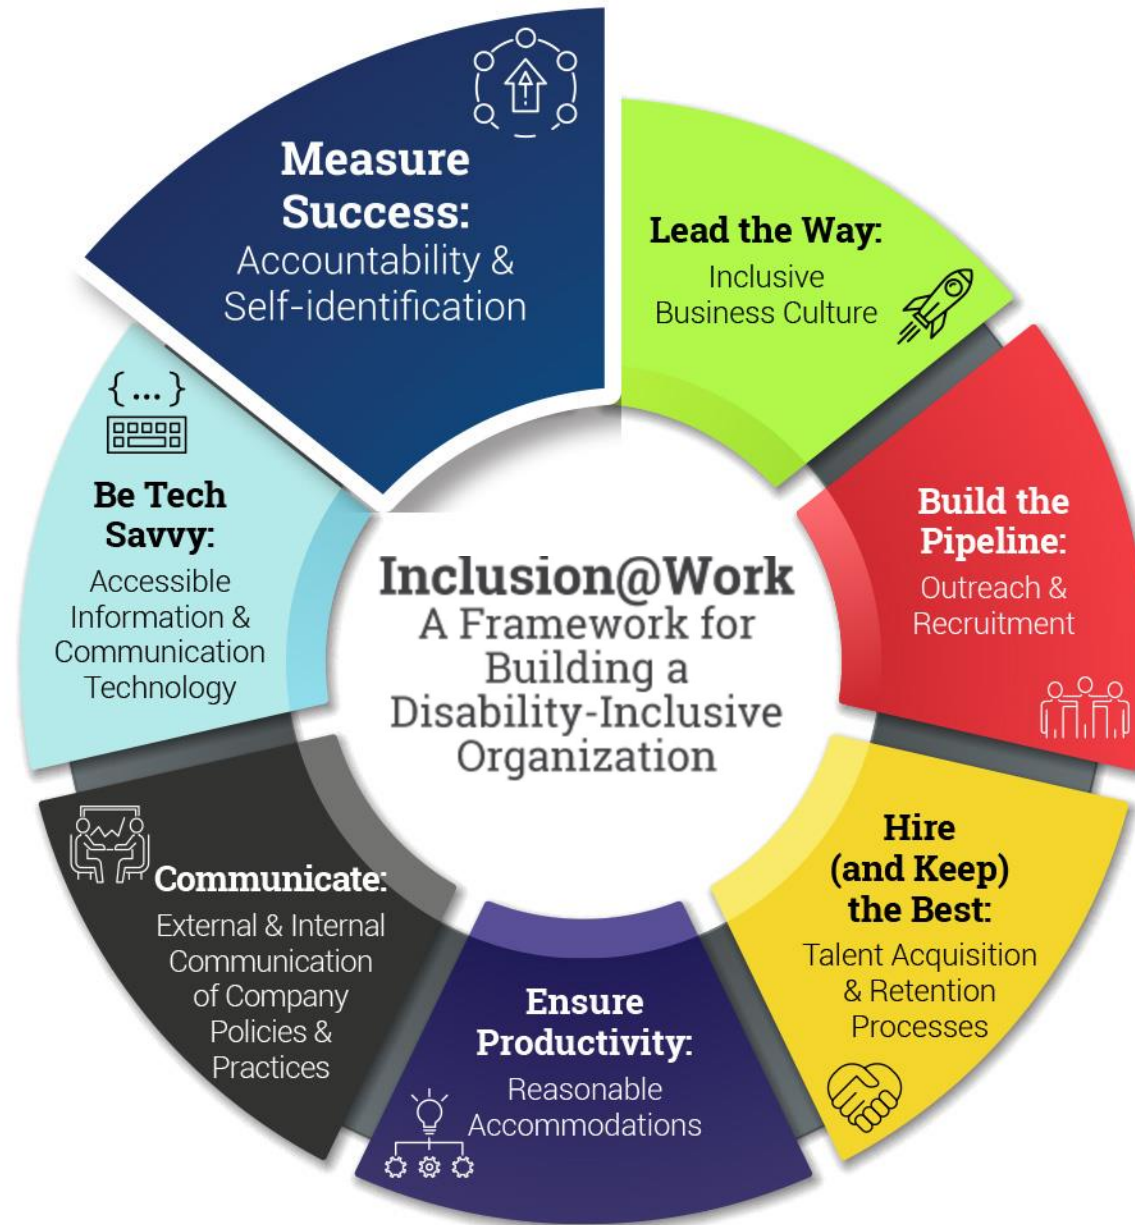 Measure
Success:
Accountability &
Self-identification
Lead the Way:
Inclusive
Business Culture
Build the
Pipeline:
Outreach &
Recruitment
Hire
(and Keep)
the Best:
Talent Acquisition
& Retention
Processes
Ensure
Productivity:
Reasonable
Accommodations
Communicate:
External & Internal
Communication
of Company
Policies &
Practices
{...}
Be Tech
Savvy:
Accessible
Information &
Communication
Technology
Inclusion@Work
A Framework for
Building a
Disability-Inclusive
Organization